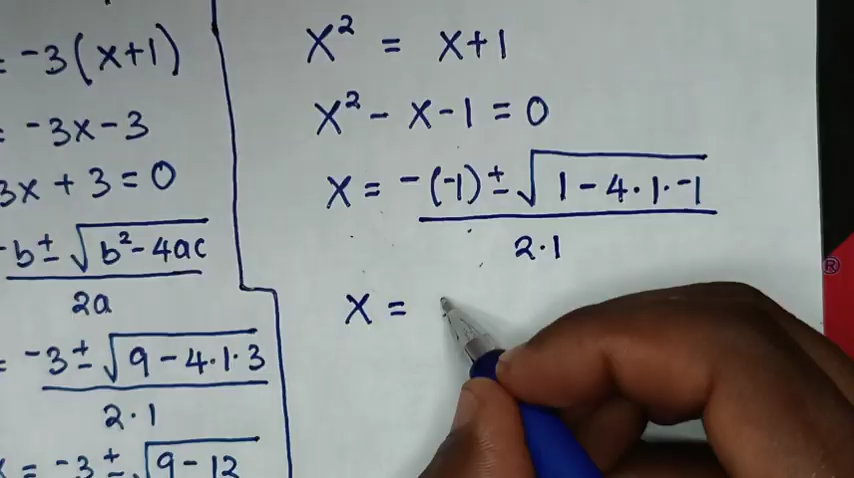 = -3(x+1)
= -3x-3
3x + 3 = 0
-b ± √(b² - 4ac)
2a
= -3 ± √(9 - 4·1·3)
2·1
x = -3 ± √(9 - 12
x² = x+1
x² - x - 1 = 0
x = -(-1) ± √(1 - 4·1·-1)
2·1
x =
®